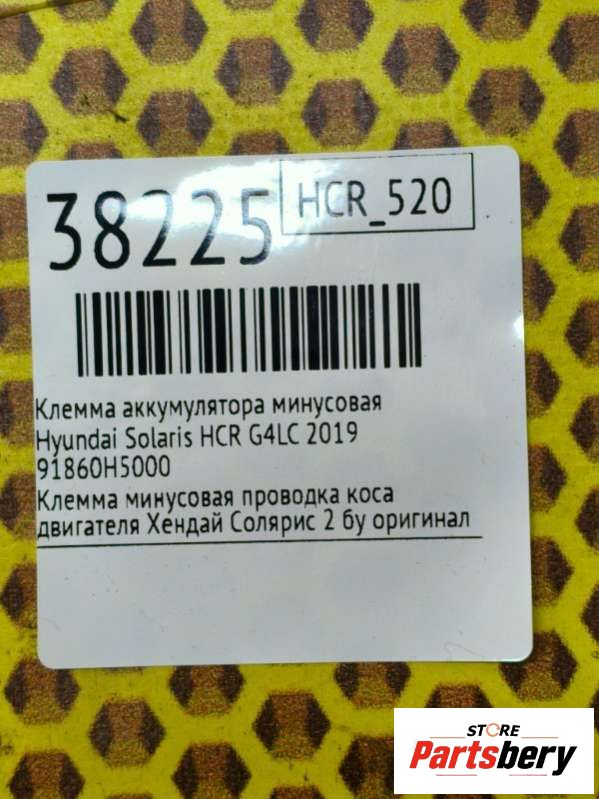 38225
HCR_520
Клемма аккумулятора минусовая
Hyundai Solaris HCR G4LC 2019
91860H5000
Клемма минусовая проводка коса
двигателя Хендай Солярис 2 бу оригинал
STORE
Partsbery